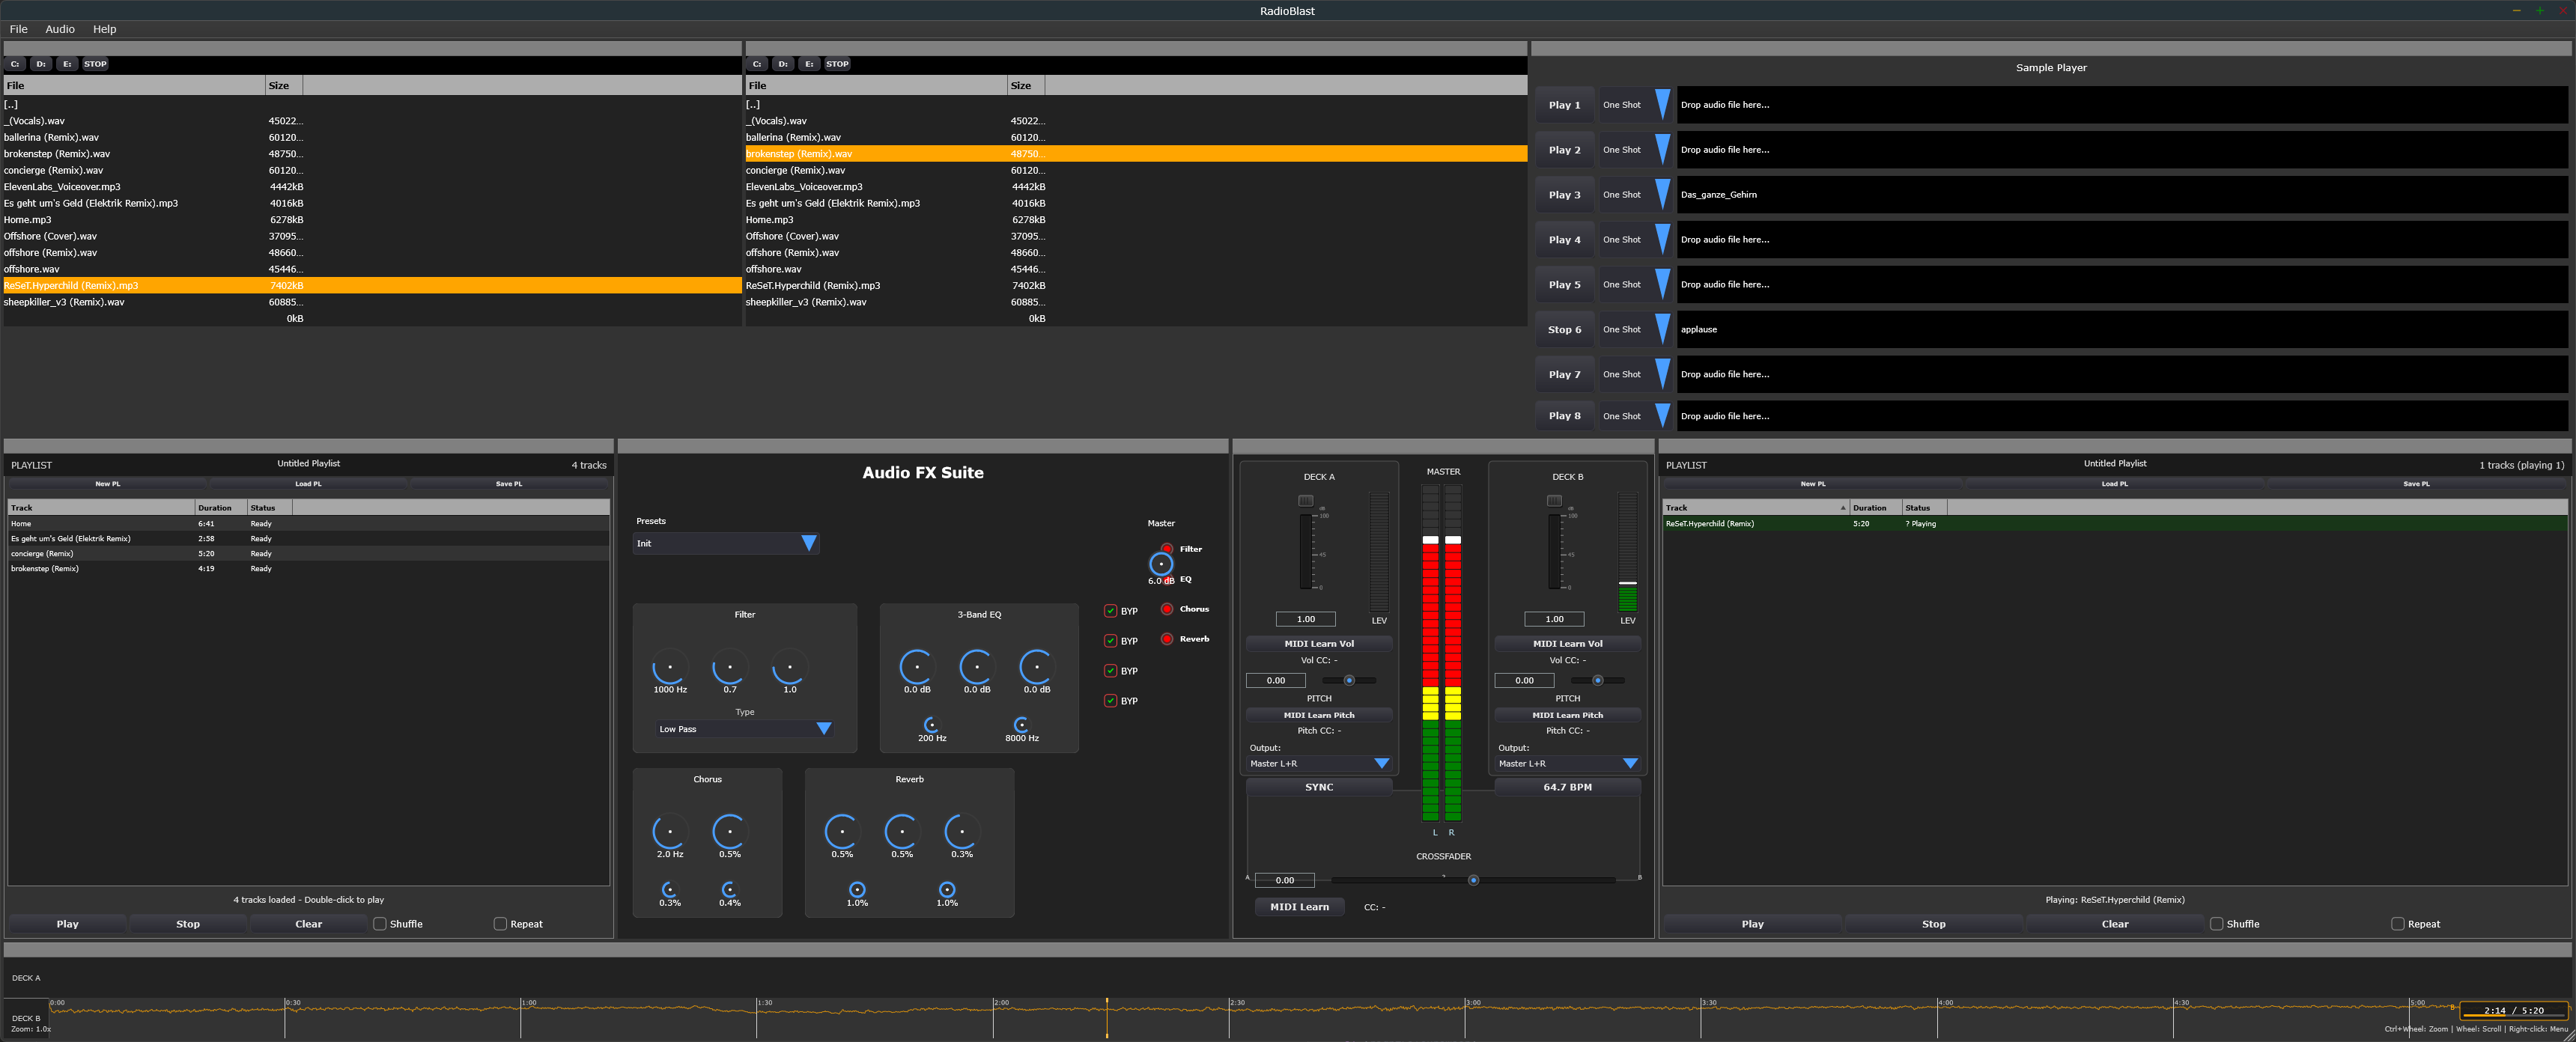 RadioBlast
File Audio Help
C: D: E: STOP
File Size
[..]
_(Vocals).wav 45022...
ballerina (Remix).wav 60120...
brokenstep (Remix).wav 48750...
concierge (Remix).wav 60120...
ElevenLabs_Voiceover.mp3 4442kB
Es geht um's Geld (Elektrik Remix).mp3 4016kB
Home.mp3 6278kB
Offshore (Cover).wav 37095...
offshore (Remix).wav 48660...
offshore.wav 45446...
ReSeT.Hyperchild (Remix).mp3 7402kB
sheepkiller_v3 (Remix).wav 60885...
0kB
C: D: E: STOP
File Size
[..]
_(Vocals).wav 45022...
ballerina (Remix).wav 60120...
brokenstep (Remix).wav 48750...
concierge (Remix).wav 60120...
ElevenLabs_Voiceover.mp3 4442kB
Es geht um's Geld (Elektrik Remix).mp3 4016kB
Home.mp3 6278kB
Offshore (Cover).wav 37095...
offshore (Remix).wav 48660...
offshore.wav 45446...
ReSeT.Hyperchild (Remix).mp3 7402kB
sheepkiller_v3 (Remix).wav 60885...
0kB
Sample Player
Play 1 One Shot Drop audio file here...
Play 2 One Shot Drop audio file here...
Play 3 One Shot Das_ganze_Gehirn
Play 4 One Shot Drop audio file here...
Play 5 One Shot Drop audio file here...
Stop 6 One Shot applause
Play 7 One Shot Drop audio file here...
Play 8 One Shot Drop audio file here...
PLAYLIST Untitled Playlist 4 tracks
New PL Load PL Save PL
Track Duration Status
Home 6:41 Ready
Es geht um's Geld (Elektrik Remix) 2:58 Ready
concierge (Remix) 5:20 Ready
brokenstep (Remix) 4:19 Ready
4 tracks loaded - Double-click to play
Play Stop Clear Shuffle Repeat
Audio FX Suite
Presets
Init
Master
6.0 dB
Filter
EQ
Chorus
Reverb
BYP
BYP
BYP
BYP
Filter
1000 Hz 0.7 1.0
Type
Low Pass
3-Band EQ
0.0 dB 0.0 dB 0.0 dB
200 Hz 8000 Hz
Chorus
2.0 Hz 0.5%
0.3% 0.4%
Reverb
0.5% 0.5% 0.3%
1.0% 1.0%
DECK A
dB
100
45
0
1.00 LEV
MIDI Learn Vol
Vol CC: -
0.00
PITCH
MIDI Learn Pitch
Pitch CC: -
Output:
Master L+R
SYNC
MASTER
L R
DECK B
dB
100
45
0
1.00 LEV
MIDI Learn Vol
Vol CC: -
0.00
PITCH
MIDI Learn Pitch
Pitch CC: -
Output:
Master L+R
64.7 BPM
CROSSFADER
A B
0.00
MIDI Learn CC: -
PLAYLIST Untitled Playlist 1 tracks (playing 1)
New PL Load PL Save PL
Track Duration Status
ReSeT.Hyperchild (Remix) 5:20 ? Playing
Playing: ReSeT.Hyperchild (Remix)
Play Stop Clear Shuffle Repeat
DECK A
0:00 0:30 1:00 1:30 2:00 2:30 3:00 3:30 4:00 4:30 5:00
DECK B
2:14 / 5:20
Zoom: 1.0x
Ctrl+Wheel: Zoom | Wheel: Scroll | Right-click: Menu